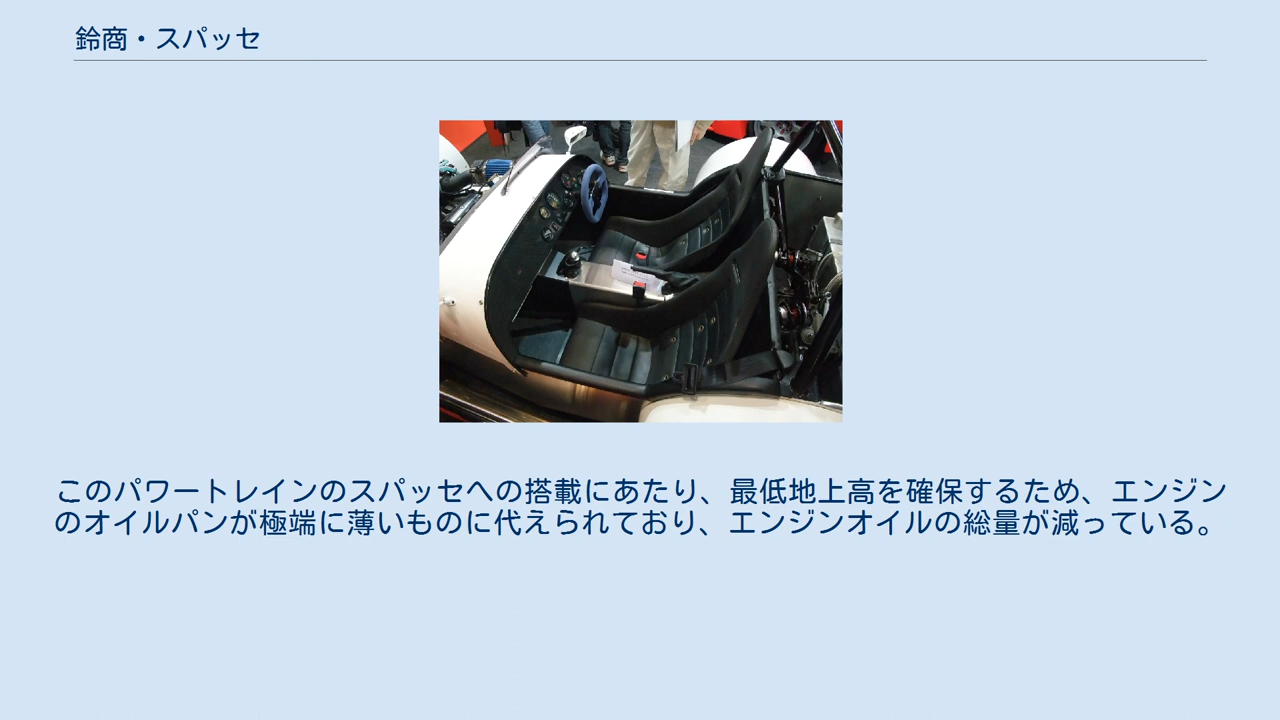 鈴商・スパッセ
このパワートレインのスパッセへの搭載にあたり、最低地上高を確保するため、エンジン
のオイルパンが極端に薄いものに代えられており、エンジンオイルの総量が減っている。